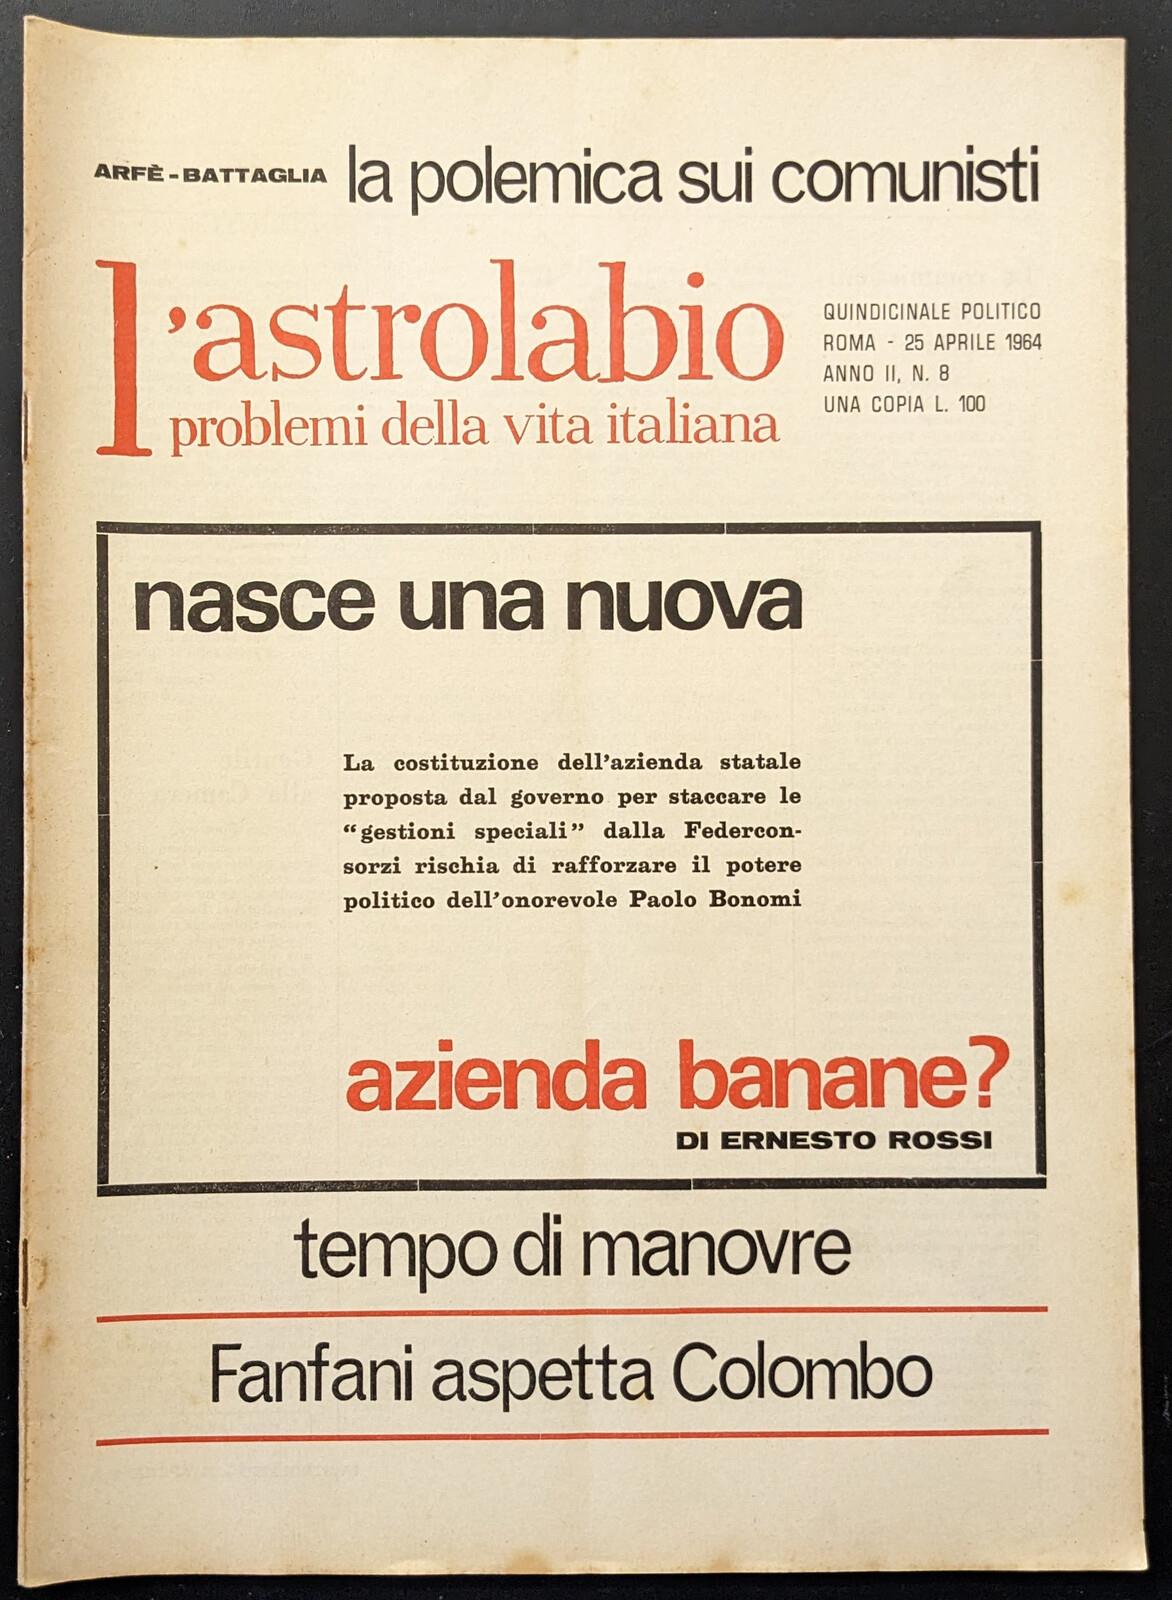 ARFÈ - BATTAGLIA la polemica sui comunisti
l'astrolabio
problemi della vita italiana
QUINDICINALE POLITICO
ROMA - 25 APRILE 1964
ANNO II, N. 8
UNA COPIA L. 100
nasce una nuova
La costituzione dell'azienda statale
proposta dal governo per staccare le
“gestioni speciali” dalla Federcon-
sorzi rischia di rafforzare il potere
politico dell'onorevole Paolo Bonomi
azienda banane?
DI ERNESTO ROSSI
tempo di manovre
Fanfani aspetta Colombo